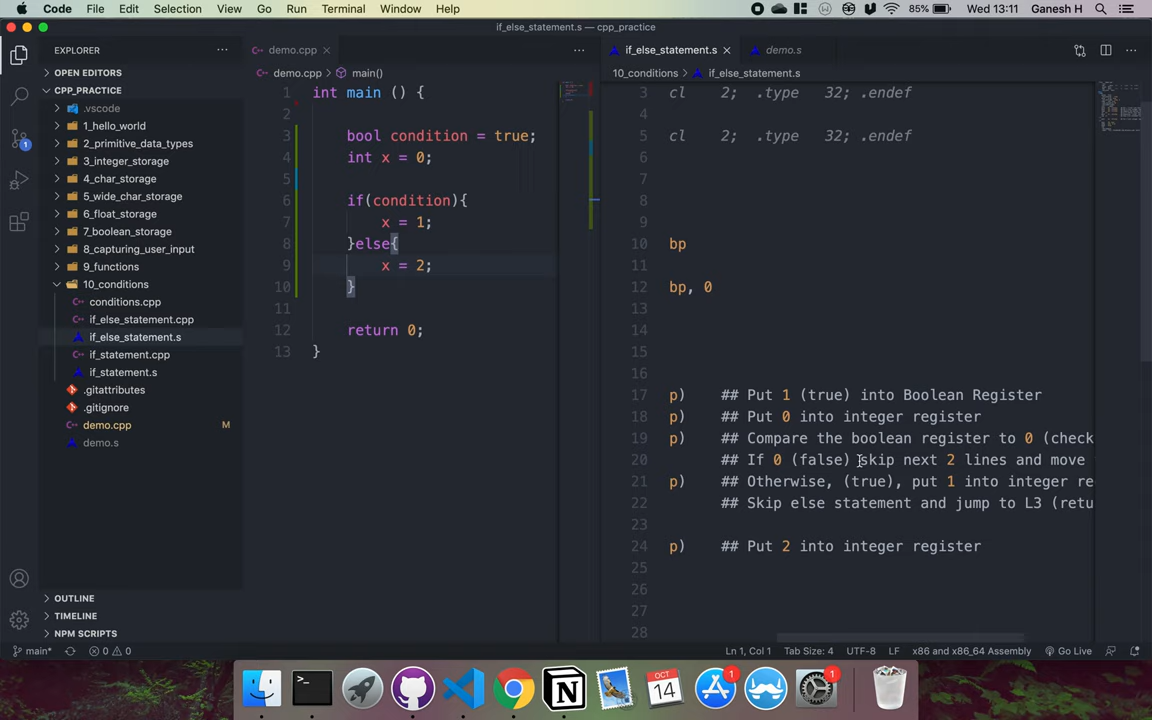 Code File Edit Selection View Go Run Terminal Window Help 85% Wed 13:11 Ganesh H
if_else_statement.s — cpp_practice
EXPLORER
OPEN EDITORS
CPP_PRACTICE
.vscode
1_hello_world
2_primitive_data_types
3_integer_storage
4_char_storage
5_wide_char_storage
6_float_storage
7_boolean_storage
8_capturing_user_input
9_functions
10_conditions
conditions.cpp
if_else_statement.cpp
if_else_statement.s
if_statement.cpp
if_statement.s
.gitattributes
.gitignore
demo.cpp M
demo.s
OUTLINE
TIMELINE
NPM SCRIPTS
demo.cpp
demo.cpp main()
1 int main () {
2
3 bool condition = true;
4 int x = 0;
5
6 if(condition){
7 x = 1;
8 }else{
9 x = 2;
10 }
11
12 return 0;
13 }
if_else_statement.s demo.s
10_conditions if_else_statement.s
3 cl 2; .type 32; .endef
4
5 cl 2; .type 32; .endef
6
7
8
9
10 bp
11
12 bp, 0
13
14
15
16
17 p) ## Put 1 (true) into Boolean Register
18 p) ## Put 0 into integer register
19 p) ## Compare the boolean register to 0 (check
20 ## If 0 (false) skip next 2 lines and move
21 p) ## Otherwise, (true), put 1 into integer re
22 ## Skip else statement and jump to L3 (retu
23
24 p) ## Put 2 into integer register
25
26
27
28
main* 0 0 Ln 1, Col 1 Tab Size: 4 UTF-8 LF x86 and x86_64 Assembly Go Live
OCT
14
1
1